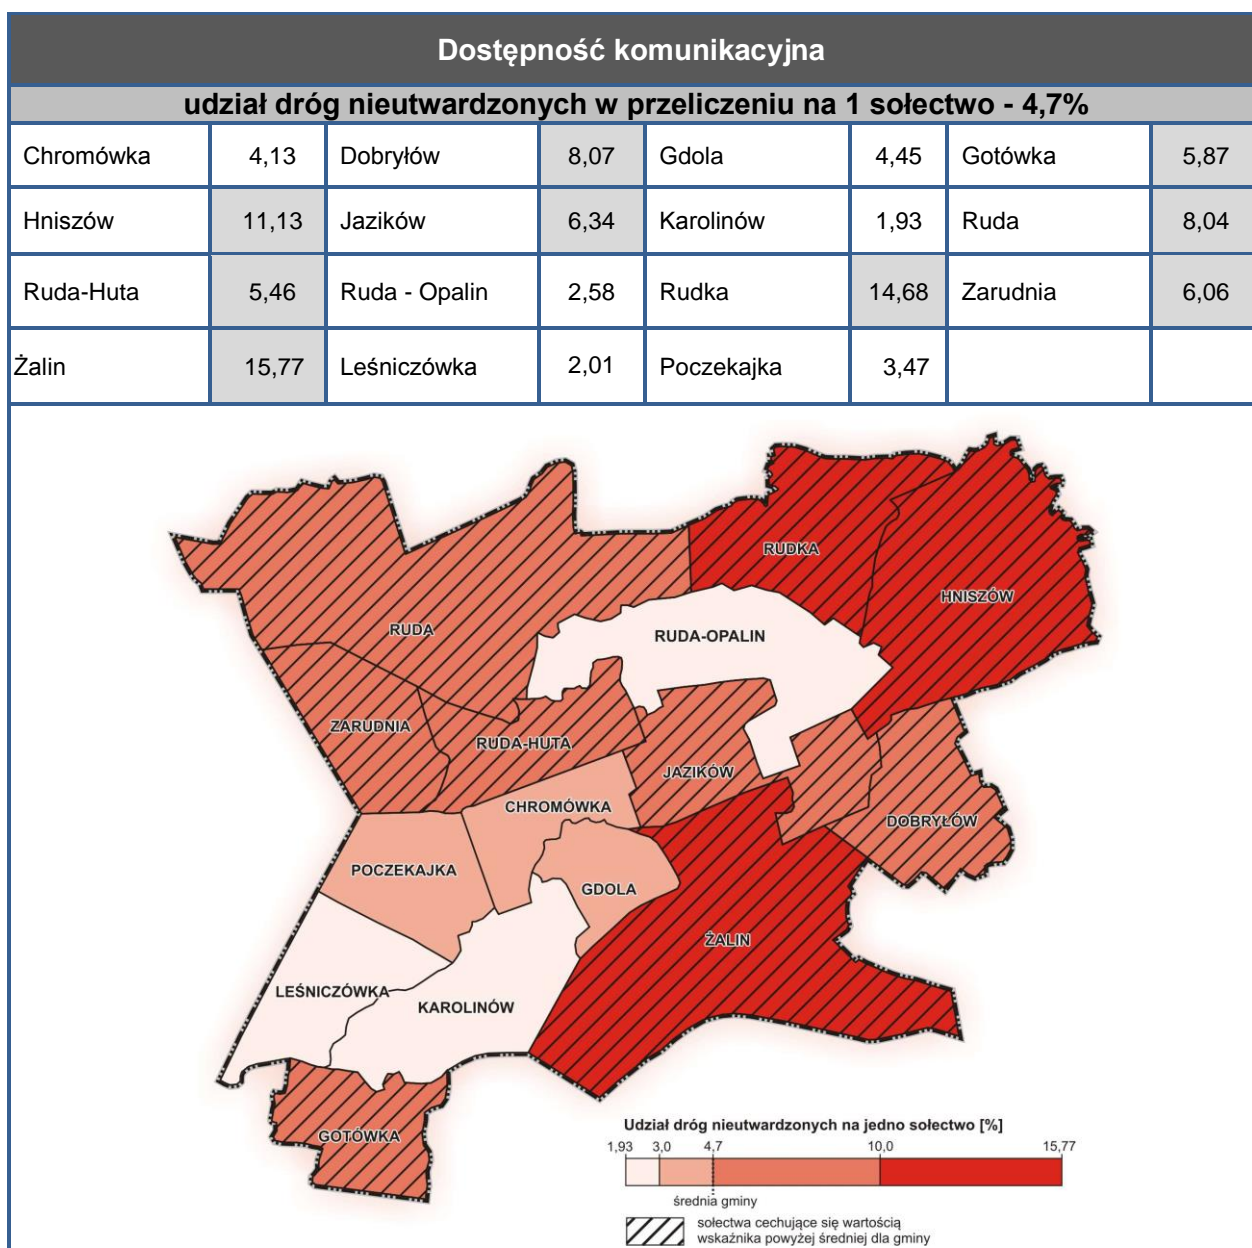 Dostępność komunikacyjna
udział dróg nieutwardzonych w przeliczeniu na 1 sołectwo - 4,7%
Chromówka 4,13 Dobryłów 8,07 Gdola 4,45 Gotówka 5,87
Hniszów 11,13 Jazików 6,34 Karolinów 1,93 Ruda 8,04
Ruda-Huta 5,46 Ruda - Opalin 2,58 Rudka 14,68 Zarudnia 6,06
Żalin 15,77 Leśniczówka 2,01 Poczekajka 3,47
RUDKA
HNISZÓW
RUDA
RUDA-OPALIN
ZARUDNIA
RUDA-HUTA
JAZIKÓW
CHROMÓWKA
DOBRYŁÓW
POCZEKAJKA
GDOLA
ŻALIN
LEŚNICZÓWKA
KAROLINÓW
GOTÓWKA
Udział dróg nieutwardzonych na jedno sołectwo [%]
1,93 3,0 4,7 10,0 15,77
średnia gminy
sołectwa cechujące się wartością
wskaźnika powyżej średniej dla gminy